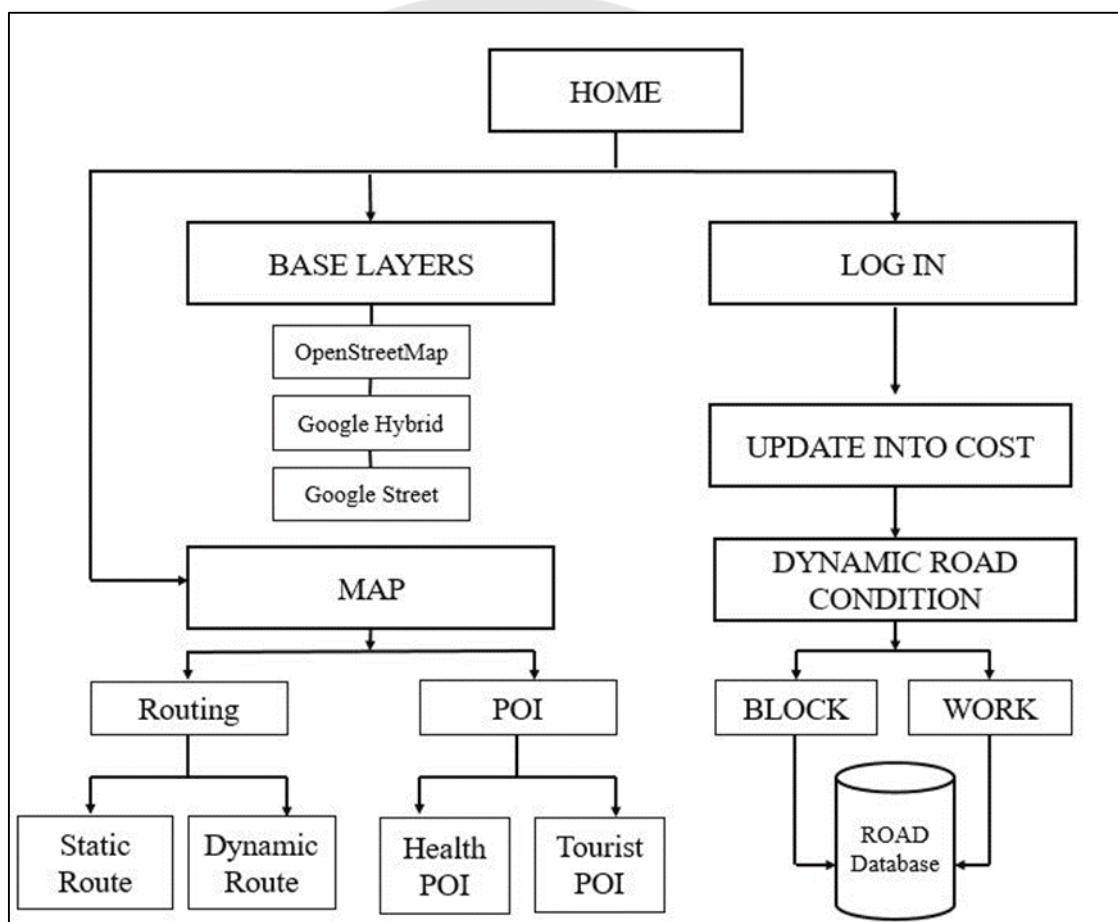 HOME
BASE LAYERS
LOG IN
OpenStreetMap
Google Hybrid
Google Street
UPDATE INTO COST
MAP
DYNAMIC ROAD
CONDITION
Routing
POI
BLOCK
WORK
Static
Route
Dynamic
Route
Health
POI
Tourist
POI
ROAD
Database